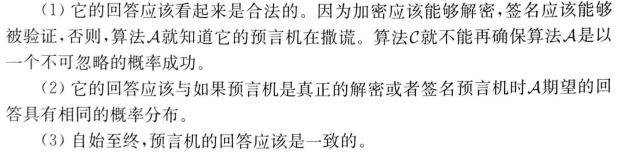 (1) 它的回答应该看起来是合法的。因为加密应该能够解密,签名应该能够
被验证,否则,算法A就知道它的预言机在撒谎。算法C就不能再确保算法A是以
一个不可忽略的概率成功。
(2) 它的回答应该与如果预言机是真正的解密或者签名预言机时A期望的回
答具有相同的概率分布。
(3) 自始至终,预言机的回答应该是一致的。